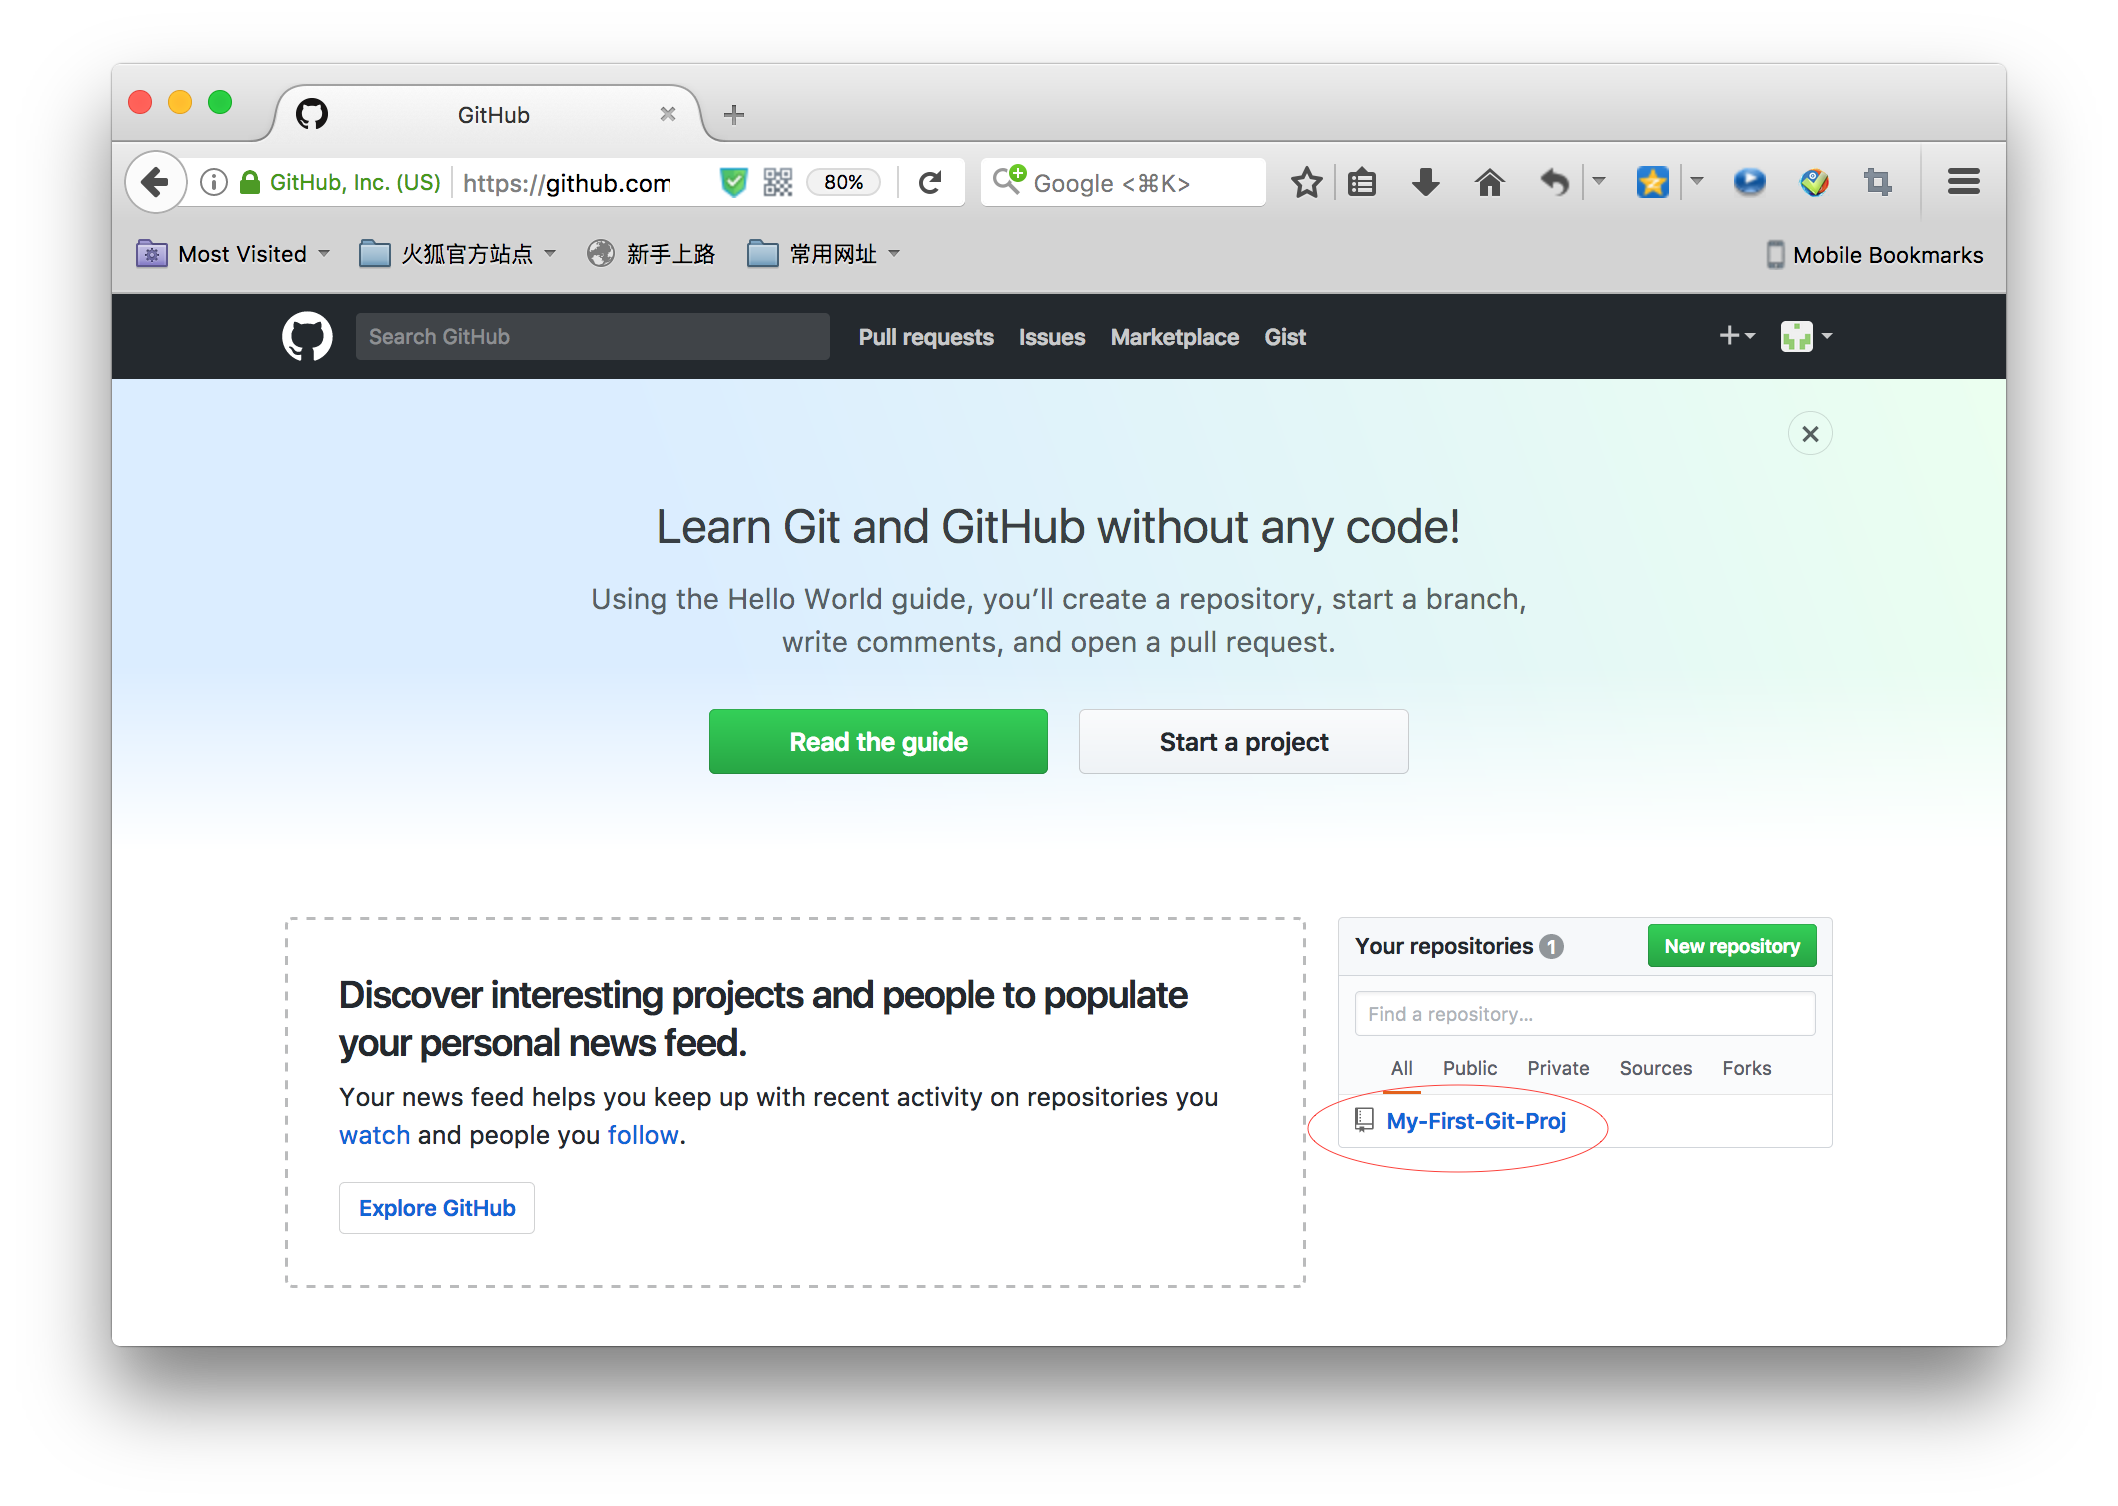 GitHub
GitHub, Inc. (US) https://github.com 80% Google <⌘K>
Most Visited 火狐官方站点 新手上路 常用网址 Mobile Bookmarks
Search GitHub Pull requests Issues Marketplace Gist
Learn Git and GitHub without any code!
Using the Hello World guide, you’ll create a repository, start a branch,
write comments, and open a pull request.
Read the guide Start a project
Discover interesting projects and people to populate
your personal news feed.
Your news feed helps you keep up with recent activity on repositories you
watch and people you follow.
Explore GitHub
Your repositories 1 New repository
Find a repository...
All Public Private Sources Forks
My-First-Git-Proj